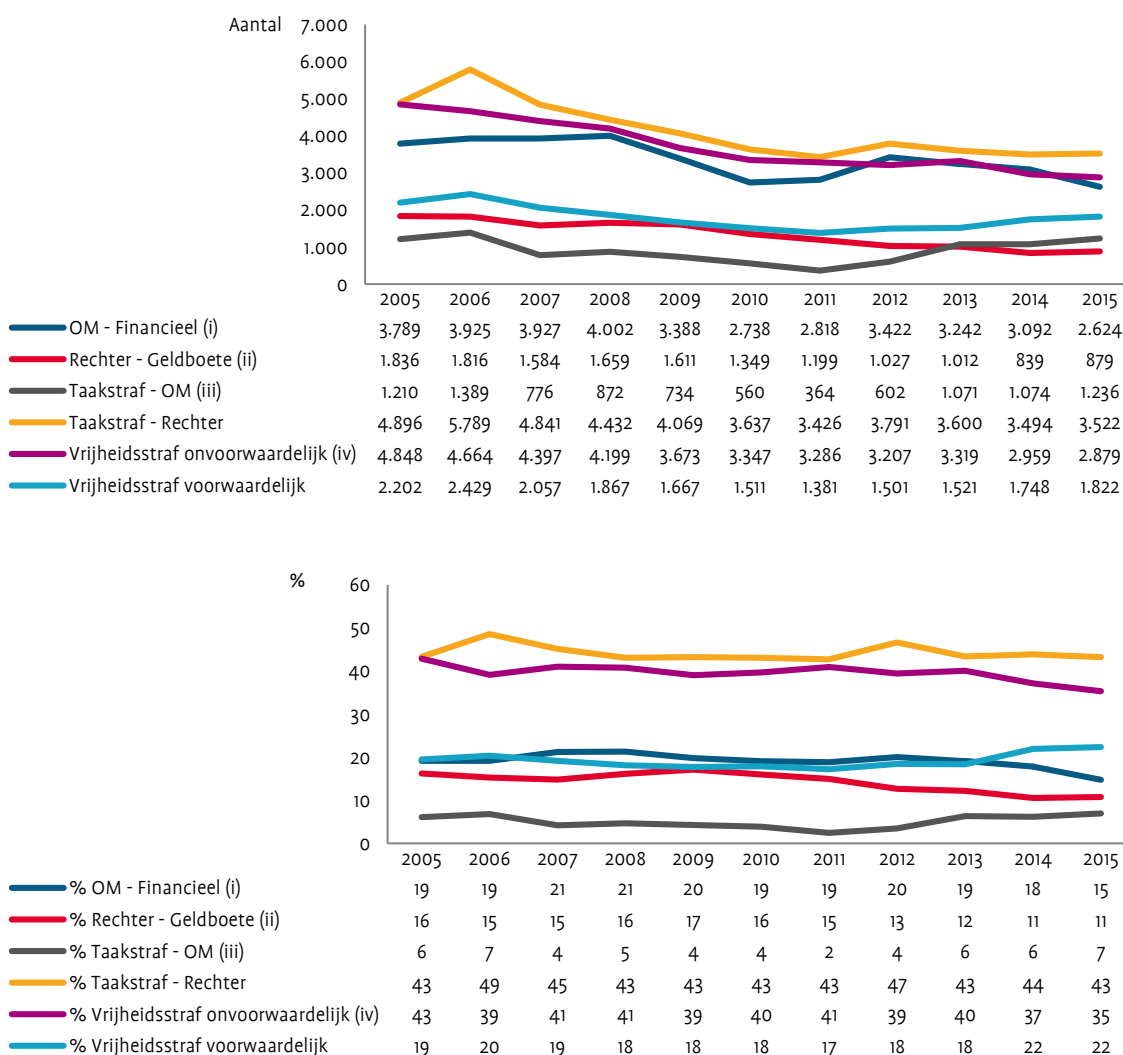 Aantal 7.000
6.000
5.000
4.000
3.000
2.000
1.000
0
2005 2006 2007 2008 2009 2010 2011 2012 2013 2014 2015
OM - Financieel (i) 3.789 3.925 3.927 4.002 3.388 2.738 2.818 3.422 3.242 3.092 2.624
Rechter - Geldboete (ii) 1.836 1.816 1.584 1.659 1.611 1.349 1.199 1.027 1.012 839 879
Taakstraf - OM (iii) 1.210 1.389 776 872 734 560 364 602 1.071 1.074 1.236
Taakstraf - Rechter 4.896 5.789 4.841 4.432 4.069 3.637 3.426 3.791 3.600 3.494 3.522
Vrijheidsstraf onvoorwaardelijk (iv) 4.848 4.664 4.397 4.199 3.673 3.347 3.286 3.207 3.319 2.959 2.879
Vrijheidsstraf voorwaardelijk 2.202 2.429 2.057 1.867 1.667 1.511 1.381 1.501 1.521 1.748 1.822
% 60
50
40
30
20
10
0
2005 2006 2007 2008 2009 2010 2011 2012 2013 2014 2015
% OM - Financieel (i) 19 19 21 21 20 19 19 20 19 18 15
% Rechter - Geldboete (ii) 16 15 15 16 17 16 15 13 12 11 11
% Taakstraf - OM (iii) 6 7 4 5 4 4 2 4 6 6 7
% Taakstraf - Rechter 43 49 45 43 43 43 43 47 43 44 43
% Vrijheidsstraf onvoorwaardelijk (iv) 43 39 41 41 39 40 41 39 40 37 35
% Vrijheidsstraf voorwaardelijk 19 20 19 18 18 18 17 18 18 22 22